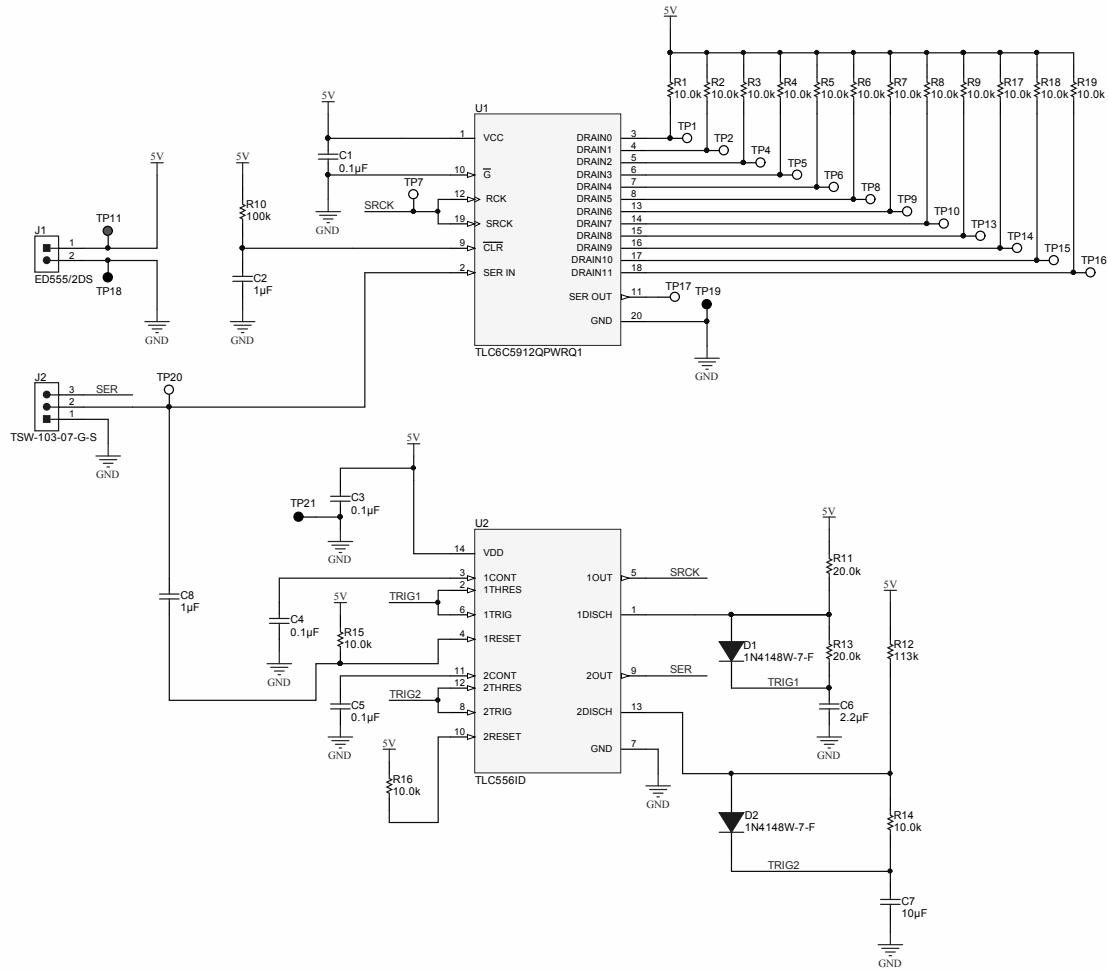 5V
R1
10.0k
R2
10.0k
R3
10.0k
R4
10.0k
R5
10.0k
R6
10.0k
R7
10.0k
R8
10.0k
R9
10.0k
R17
10.0k
R18
10.0k
R19
10.0k
5V
C1
0.1µF
GND
U1
1 VCC
10 G
12 RCK
19 SRCK
9 CLR
2 SER IN
DRAIN0 3 TP1
DRAIN1 4 TP2
DRAIN2 5 TP4
DRAIN3 6 TP5
DRAIN4 7 TP6
DRAIN5 8 TP8
DRAIN6 13 TP9
DRAIN7 14 TP10
DRAIN8 15 TP13
DRAIN9 16 TP14
DRAIN10 17 TP15
DRAIN11 18 TP16
SER OUT 11 TP17
GND 20 TP19
GND
TLC6C5912QPWRQ1
TP7
SRCK
5V
TP11
J1
1
2
ED555/2DS
TP18
GND
5V
R10
100k
C2
1µF
GND
J2
3 SER
2
1
TSW-103-07-G-S
GND
TP20
C8
1µF
5V
C3
0.1µF
TP21
GND
U2
14 VDD
3 1CONT
2 1THRES
6 1TRIG
4 1RESET
11 2CONT
12 2THRES
8 2TRIG
10 2RESET
1OUT 5 SRCK
1DISCH 1
2OUT 9 SER
2DISCH 13
GND 7
GND
TLC556ID
TRIG1
C4
0.1µF
GND
5V
R15
10.0k
TRIG2
C5
0.1µF
GND
5V
R16
10.0k
5V
R11
20.0k
D1
1N4148W-7-F
R13
20.0k
TRIG1
C6
2.2µF
GND
5V
R12
113k
D2
1N4148W-7-F
R14
10.0k
TRIG2
C7
10µF
GND